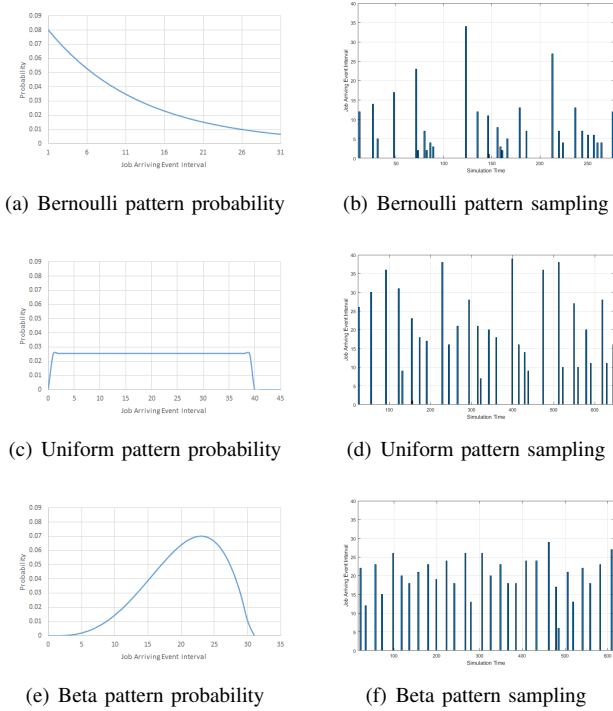 0.09
0.08
0.07
0.06
0.05
0.04
0.03
0.02
0.01
0
Probability
1 6 11 16 21 26 31
Job Arriving Event Interval
40
35
30
25
20
15
10
5
0
Job Arriving Event Interval
50 100 150 200 250
Simulation Time
(a) Bernoulli pattern probability
(b) Bernoulli pattern sampling
0.09
0.08
0.07
0.06
0.05
0.04
0.03
0.02
0.01
0
Probability
0 5 10 15 20 25 30 35 40 45
Job Arriving Event Interval
40
35
30
25
20
15
10
5
0
Job Arriving Event Interval
100 200 300 400 500 600
Simulation Time
(c) Uniform pattern probability
(d) Uniform pattern sampling
0.09
0.08
0.07
0.06
0.05
0.04
0.03
0.02
0.01
0
Probability
0 5 10 15 20 25 30 35
Job Arriving Event Interval
40
35
30
25
20
15
10
5
0
Job Arriving Event Interval
100 200 300 400 500 600
Simulation Time
(e) Beta pattern probability
(f) Beta pattern sampling